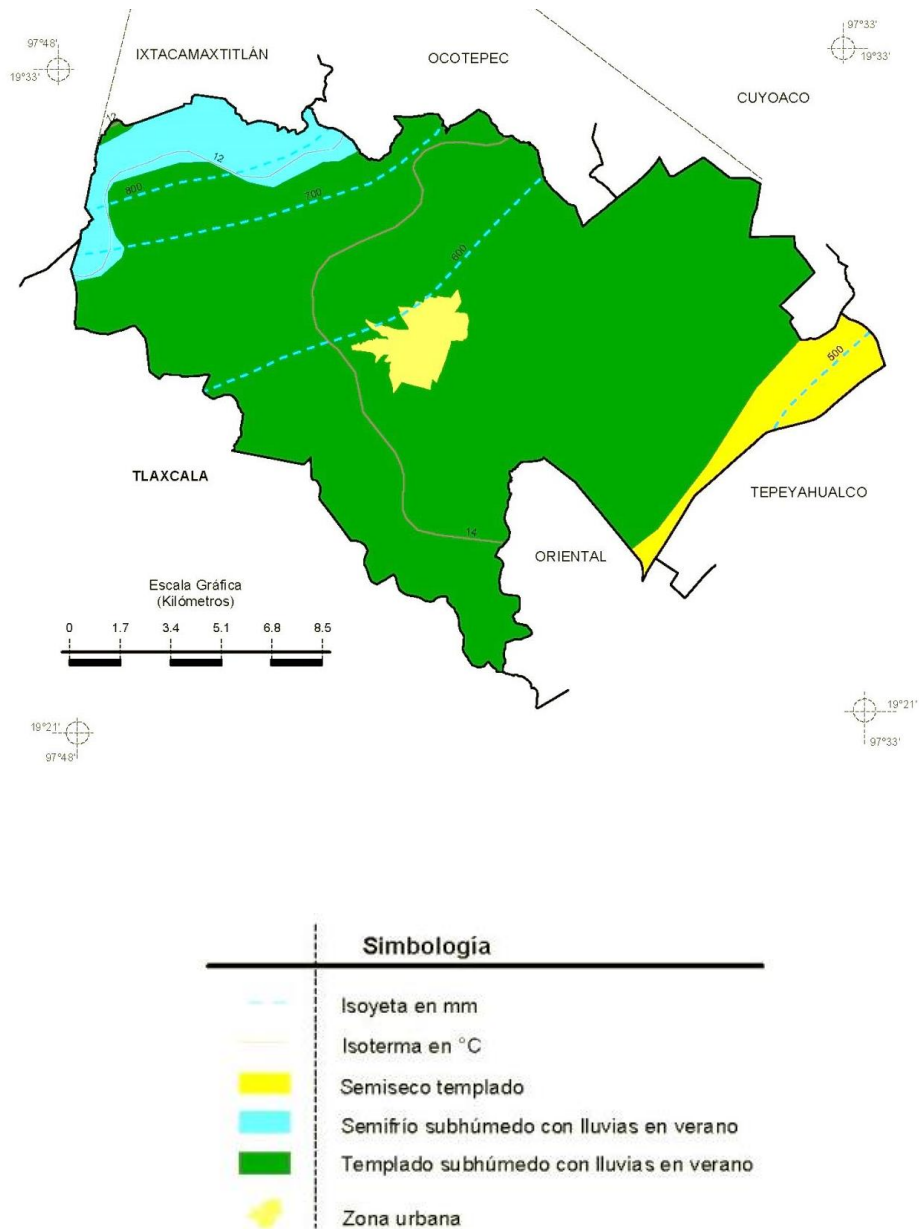 97°48'
19°33'
IXTACAMAXTITLÁN
OCOTEPEC
97°33'
19°33'
CUYOACO
12
12
800
700
600
500
TLAXCALA
TEPEYAHUALCO
14
ORIENTAL
Escala Gráfica
(Kilómetros)
0 1.7 3.4 5.1 6.8 8.5
19°21'
97°48'
19°21'
97°33'
Simbología
Isoyeta en mm
Isoterma en °C
Semiseco templado
Semifrío subhúmedo con lluvias en verano
Templado subhúmedo con lluvias en verano
Zona urbana